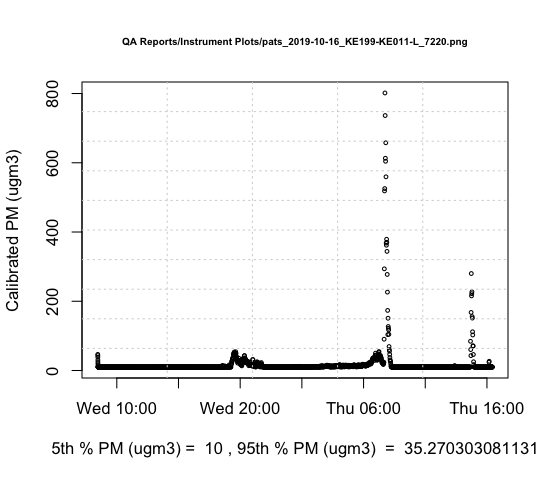 QA Reports/Instrument Plots/pats_2019-10-16_KE199-KE011-L_7220.png
Calibrated PM (ugm3)
800
600
400
200
0
Wed 10:00 Wed 20:00 Thu 06:00 Thu 16:00
5th % PM (ugm3) = 10 , 95th % PM (ugm3) = 35.270303081131